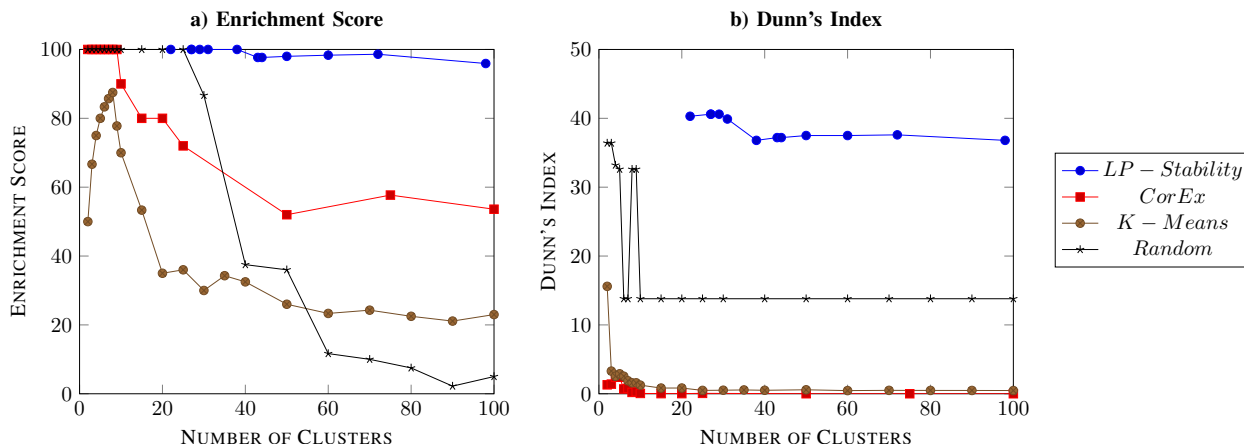 a) Enrichment Score
b) Dunn's Index
100
80
60
40
20
0
ENRICHMENT SCORE
0 20 40 60 80 100
NUMBER OF CLUSTERS
50
40
30
20
10
0
DUNN'S INDEX
0 20 40 60 80 100
NUMBER OF CLUSTERS
LP − Stability
CorEx
K − Means
Random